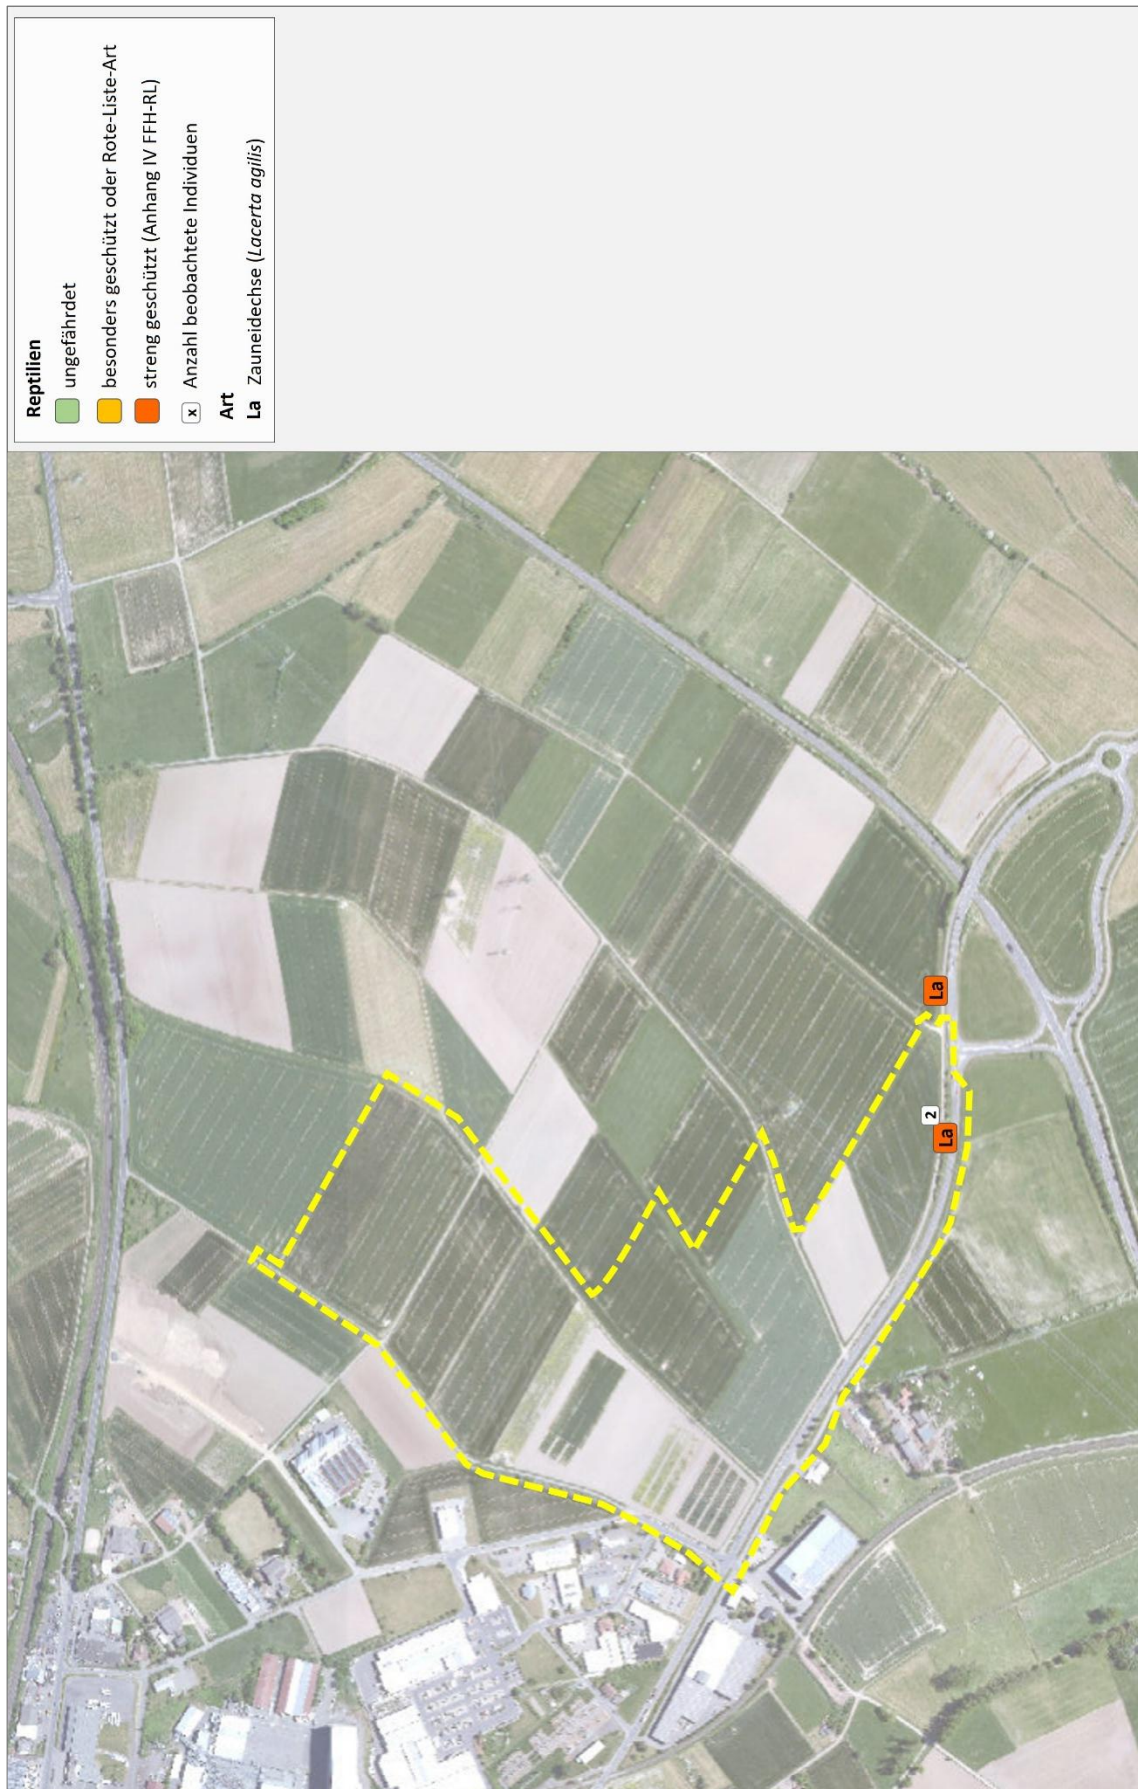 Reptilien
ungefährdet
besonders geschützt oder Rote-Liste-Art
streng geschützt (Anhang IV FFH-RL)
x Anzahl beobachtete Individuen
Art
La Zauneidechse (Lacerta agilis)
La
2
La